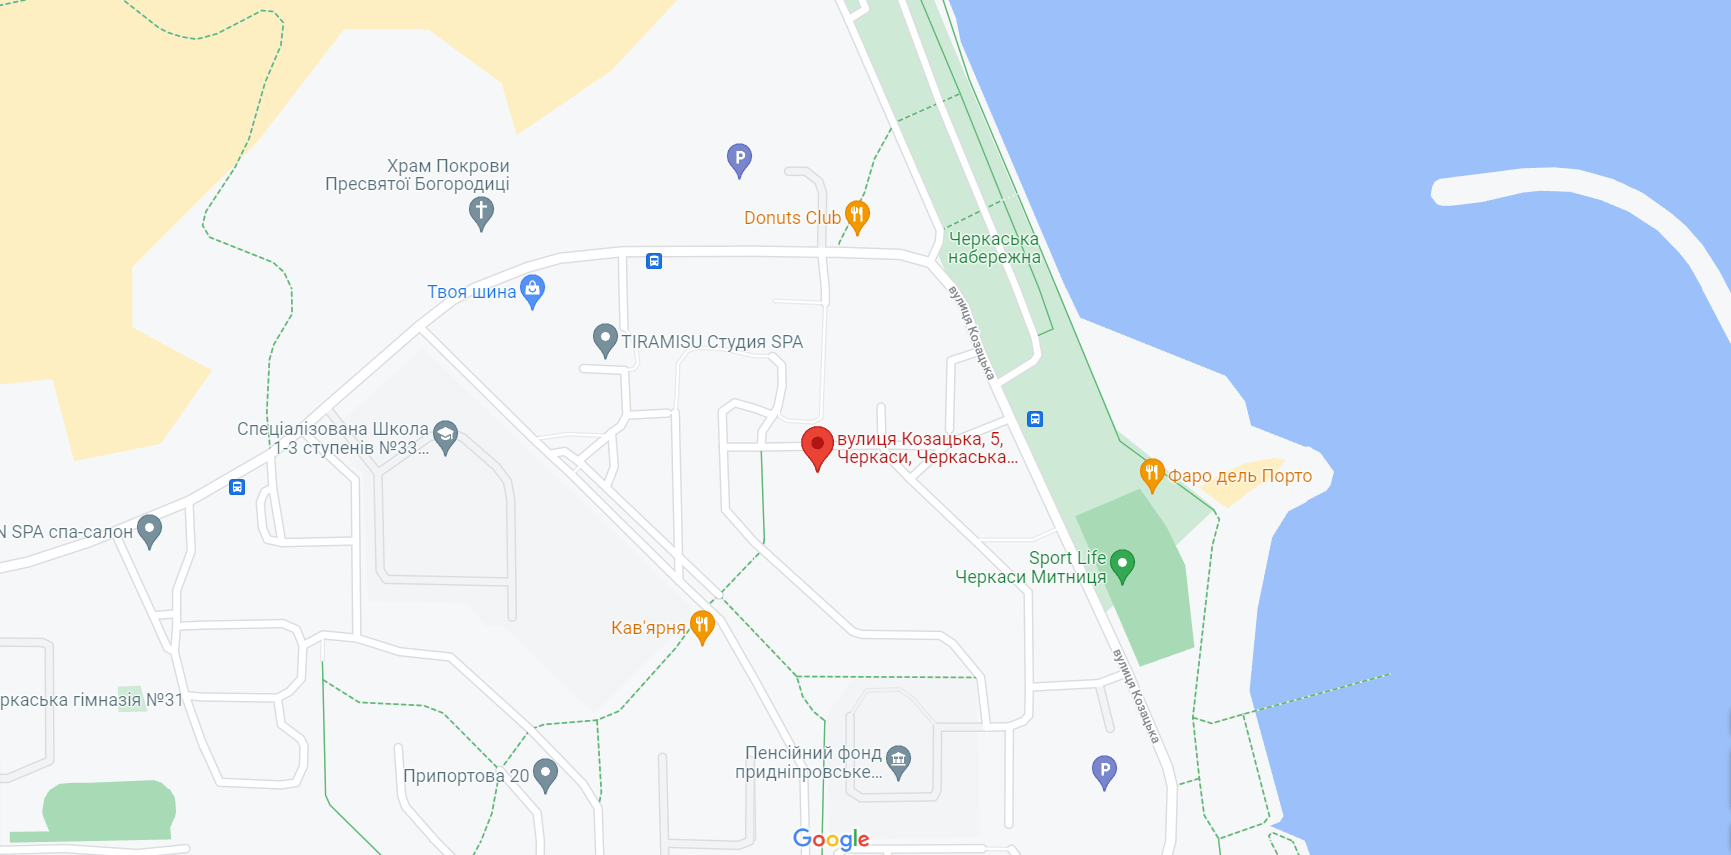 Храм Покрови
Пресвятої Богородиці
P
Donuts Club
Черкаська
набережна
Твоя шина
вулиця Козацька
TIRAMISU Студия SPA
Спеціалізована Школа
1-3 ступенів №33...
вулиця Козацька, 5,
Черкаси, Черкаська...
Фаро дель Порто
N SPA спа-салон
Sport Life
Черкаси Митниця
Кав'ярня
вулиця Козацька
ркаська гімназія №31
Пенсійний фонд
придніпровське...
Припортова 20
P
Google